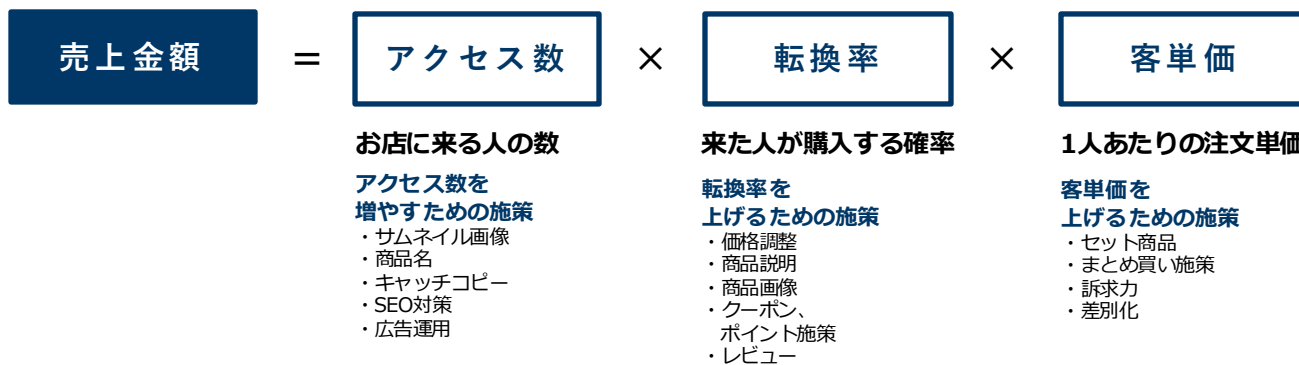 売上金額 = アクセス数 × 転換率 × 客単価
お店に来る人の数
アクセス数を
増やすための施策
・サムネイル画像
・商品名
・キャッチコピー
・SEO対策
・広告運用
来た人が購入する確率
転換率を
上げるための施策
・価格調整
・商品説明
・商品画像
・クーポン、
ポイント施策
・レビュー
1人あたりの注文単価
客単価を
上げるための施策
・セット商品
・まとめ買い施策
・訴求力
・差別化